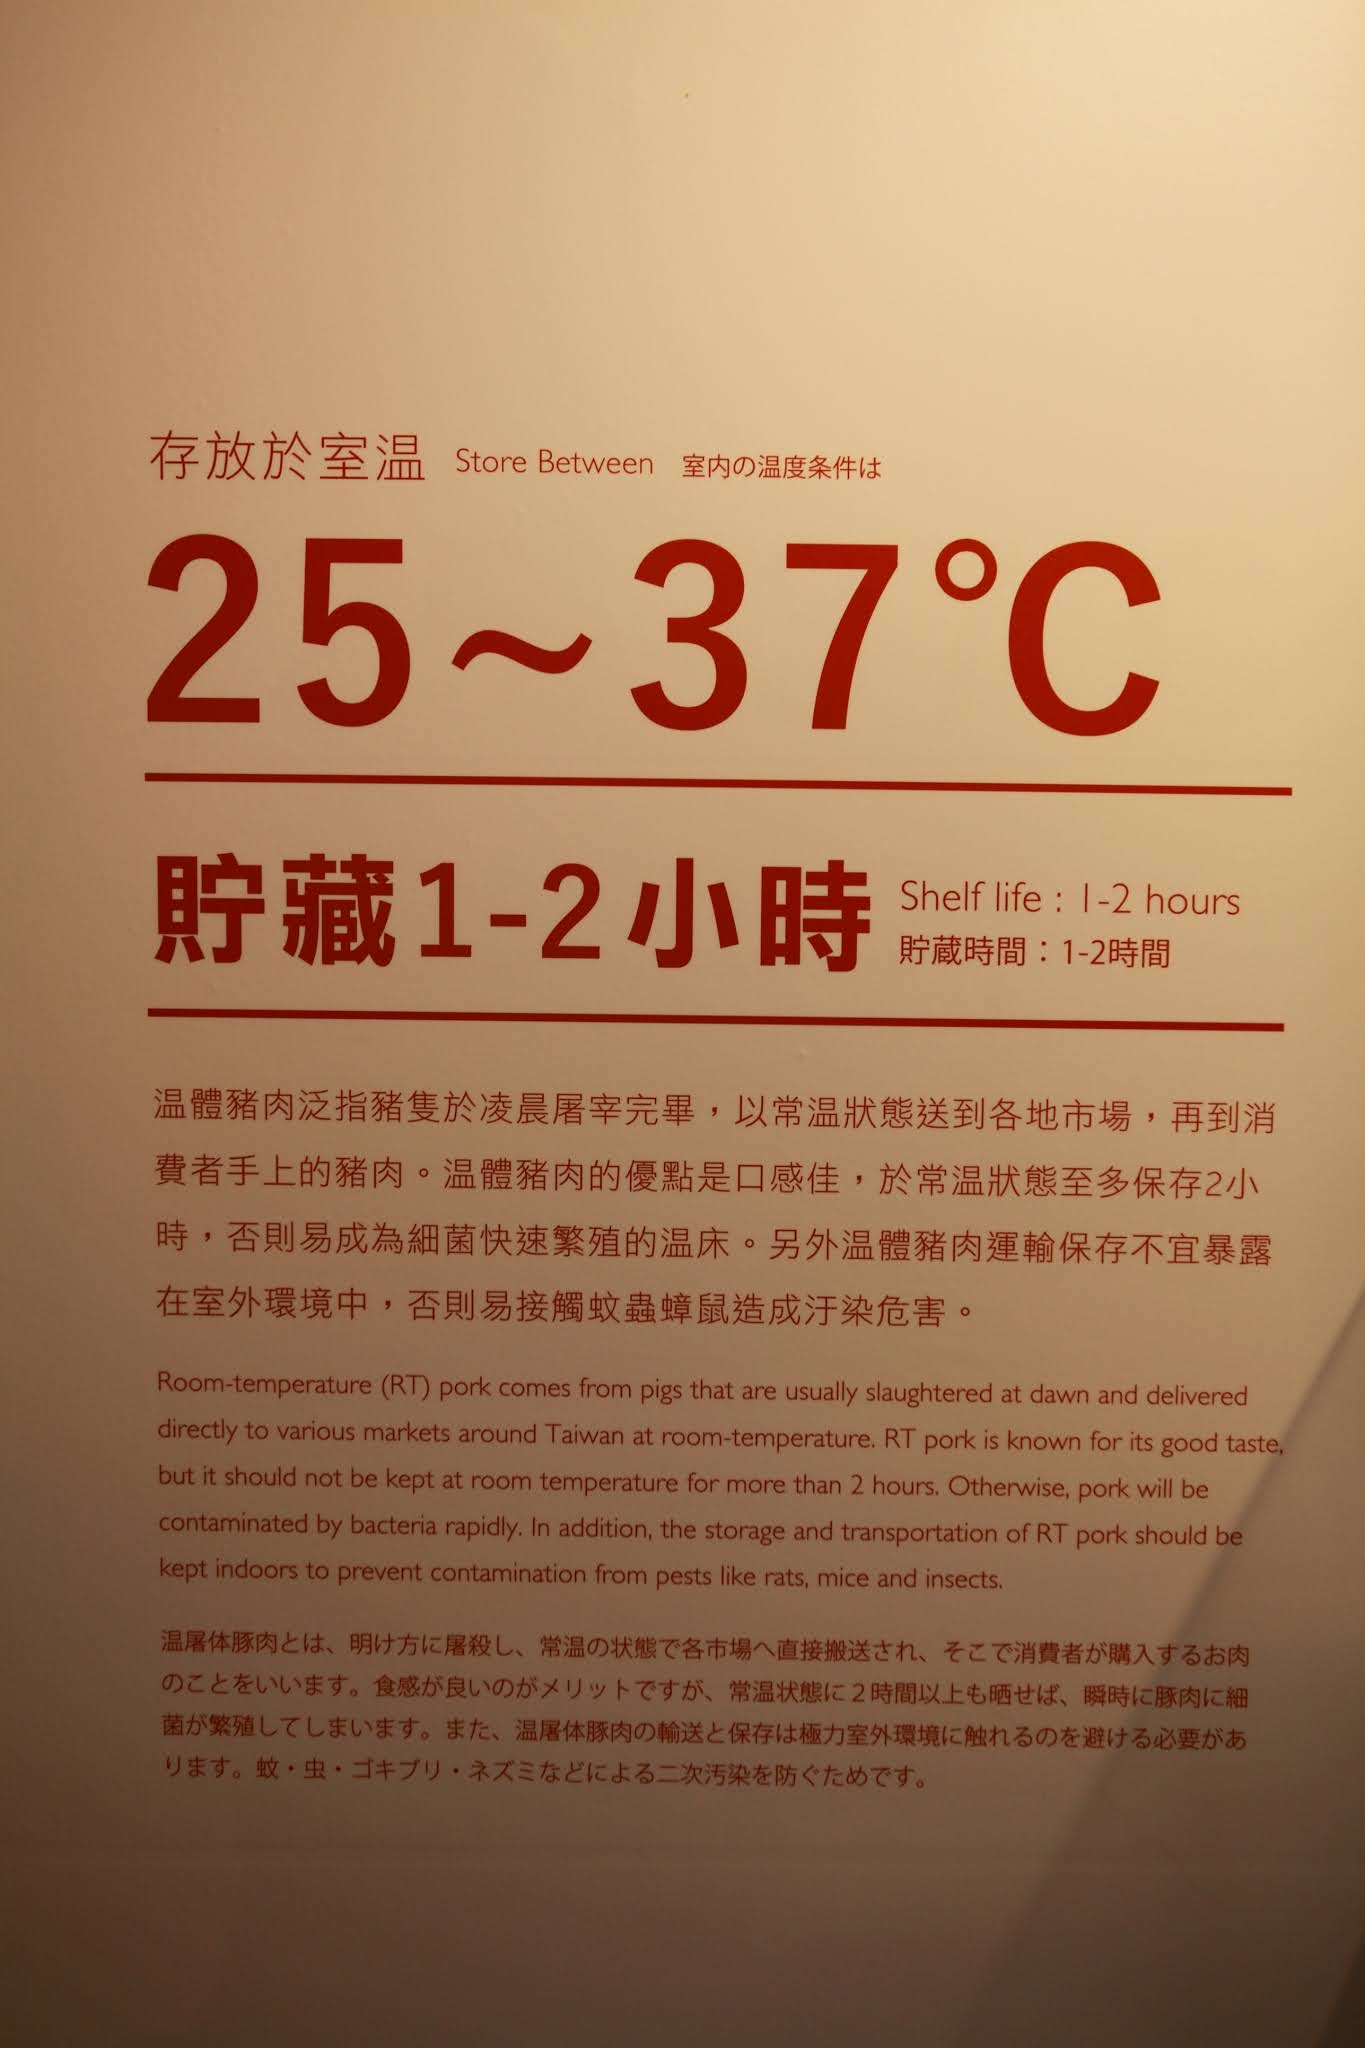 存放於室温 Store Between 室内の温度条件は
25~37℃
貯藏1-2小時
Shelf life : 1-2 hours
貯蔵時間：1-2時間
温體豬肉泛指豬隻於凌晨屠宰完畢，以常温狀態送到各地市場，再到消
費者手上的豬肉。温體豬肉的優點是口感佳，於常温狀態至多保存2小
時，否則易成為細菌快速繁殖的温床。另外温體豬肉運輸保存不宜暴露
在室外環境中，否則易接觸蚊蟲蟑鼠造成汙染危害。
Room-temperature (RT) pork comes from pigs that are usually slaughtered at dawn and delivered
directly to various markets around Taiwan at room-temperature. RT pork is known for its good taste,
but it should not be kept at room temperature for more than 2 hours. Otherwise, pork will be
contaminated by bacteria rapidly. In addition, the storage and transportation of RT pork should be
kept indoors to prevent contamination from pests like rats, mice and insects.
温屠体豚肉とは、明け方に屠殺し、常温の状態で各市場へ直接搬送され、そこで消費者が購入するお肉
のことをいいます。食感が良いのがメリットですが、常温状態に２時間以上も晒せば、瞬時に豚肉に細
菌が繁殖してしまいます。また、温屠体豚肉の輸送と保存は極力室外環境に触れるのを避ける必要があ
ります。蚊・虫・ゴキブリ・ネズミなどによる二次汚染を防ぐためです。